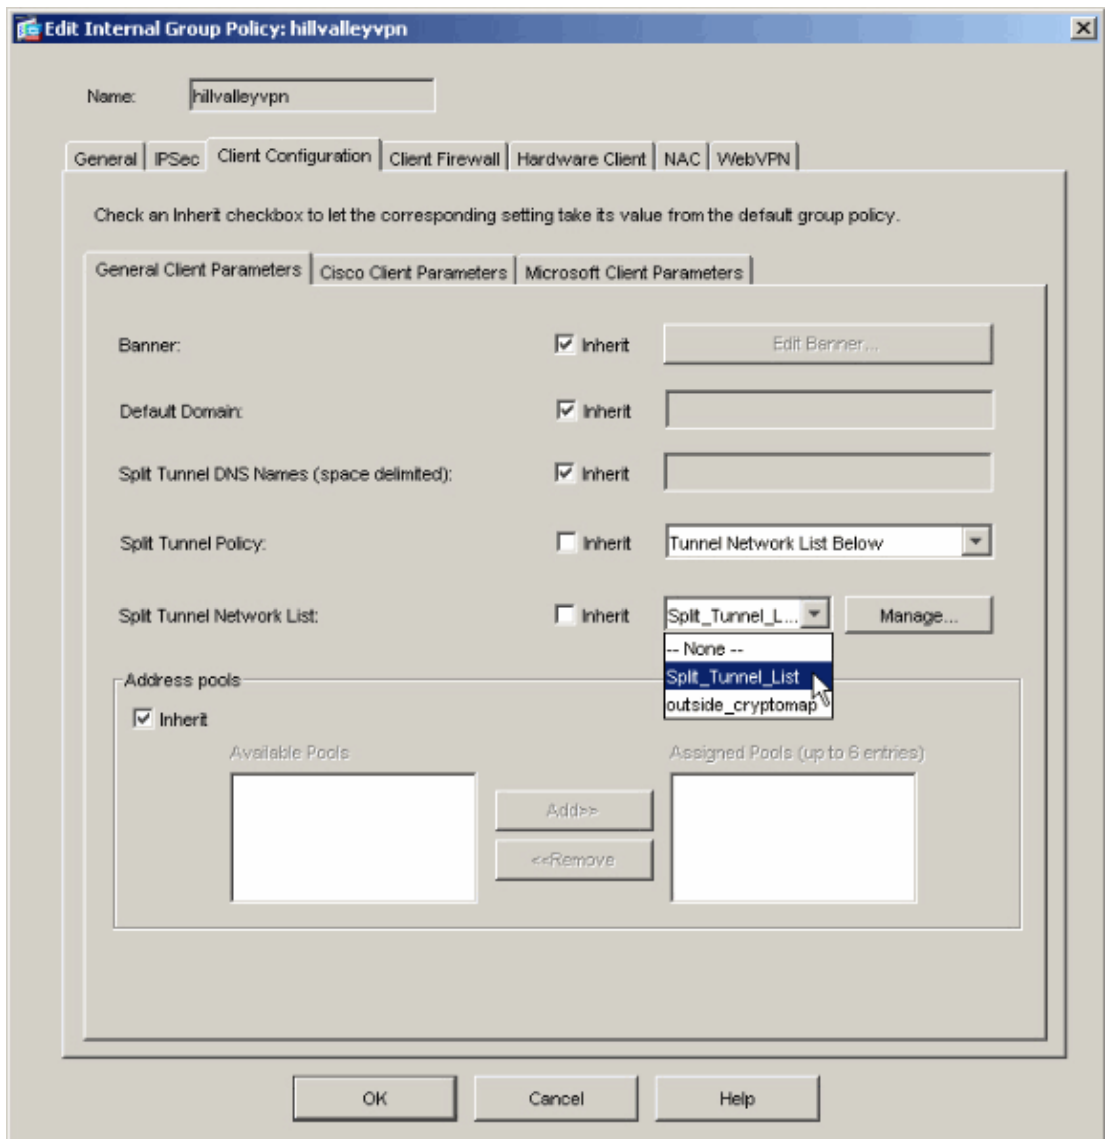 Edit Internal Group Policy: hillvalleyvpn
Name: hillvalleyvpn
General IPSec Client Configuration Client Firewall Hardware Client NAC WebVPN
Check an Inherit checkbox to let the corresponding setting take its value from the default group policy.
General Client Parameters Cisco Client Parameters Microsoft Client Parameters
Banner: Inherit Edit Banner...
Default Domain: Inherit
Split Tunnel DNS Names (space delimited): Inherit
Split Tunnel Policy: Inherit Tunnel Network List Below
Split Tunnel Network List: Inherit Split_Tunnel_L... Manage...
-- None --
Split_Tunnel_List
outside_cryptomap
Address pools
Inherit
Available Pools Assigned Pools (up to 6 entries)
Add>>
<<Remove
OK Cancel Help